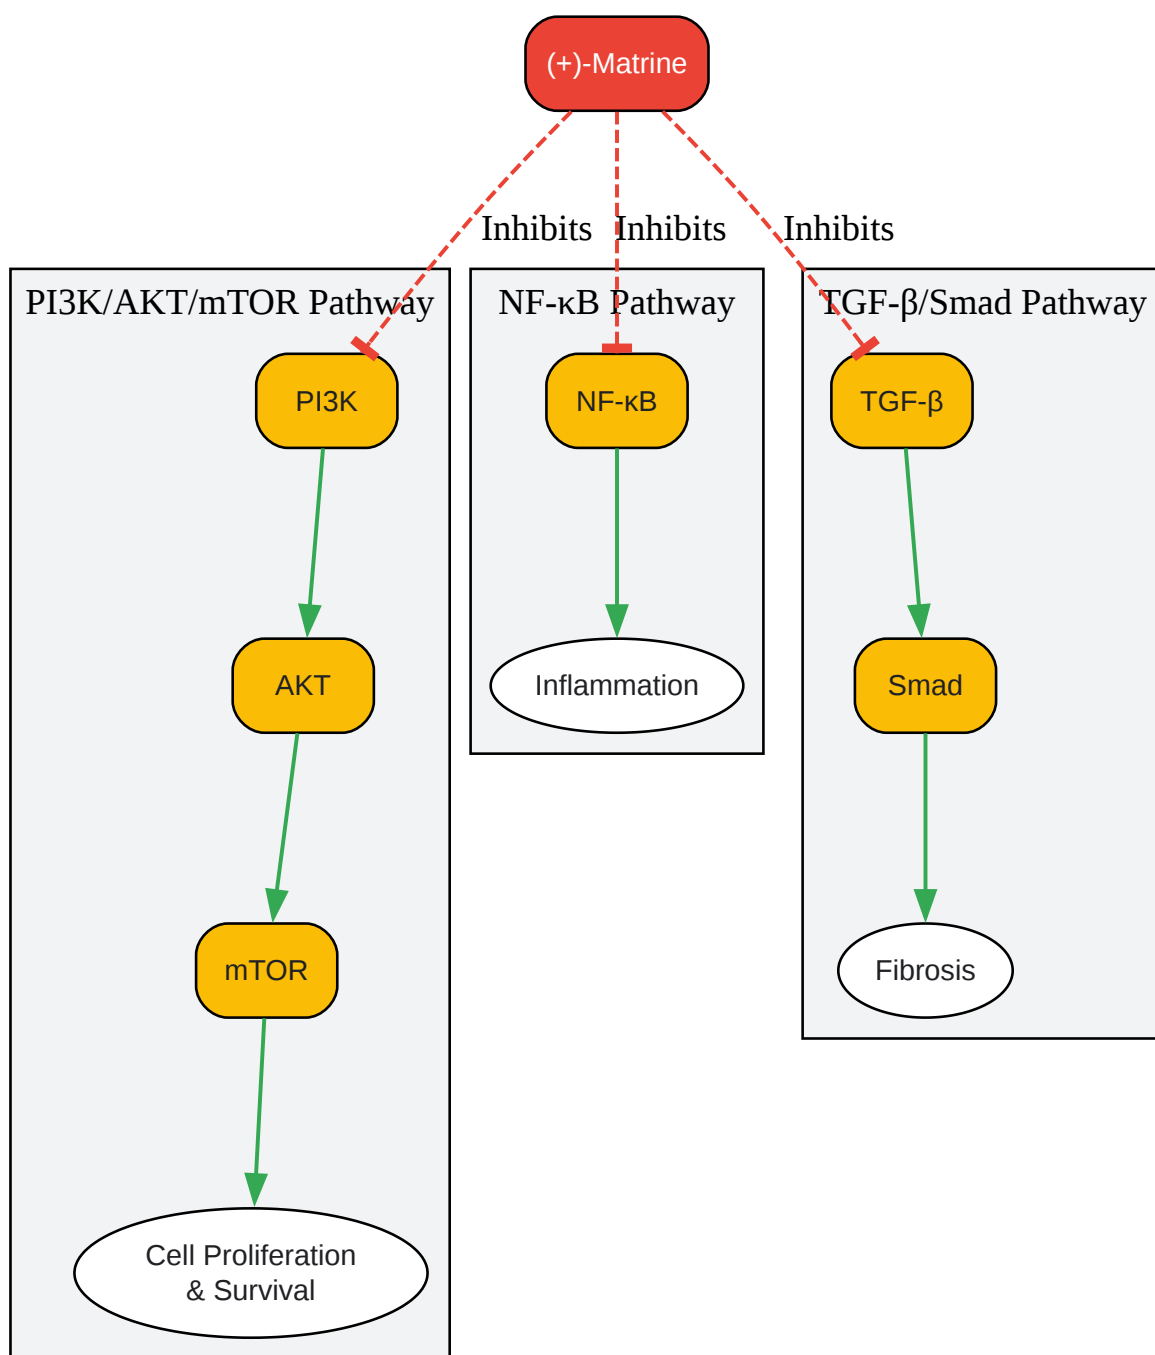 (+)-Matrine
Inhibits
Inhibits
Inhibits
PI3K/AKT/mTOR Pathway
NF-κB Pathway
TGF-β/Smad Pathway
PI3K
NF-κB
TGF-β
AKT
Inflammation
Smad
mTOR
Fibrosis
Cell Proliferation
& Survival